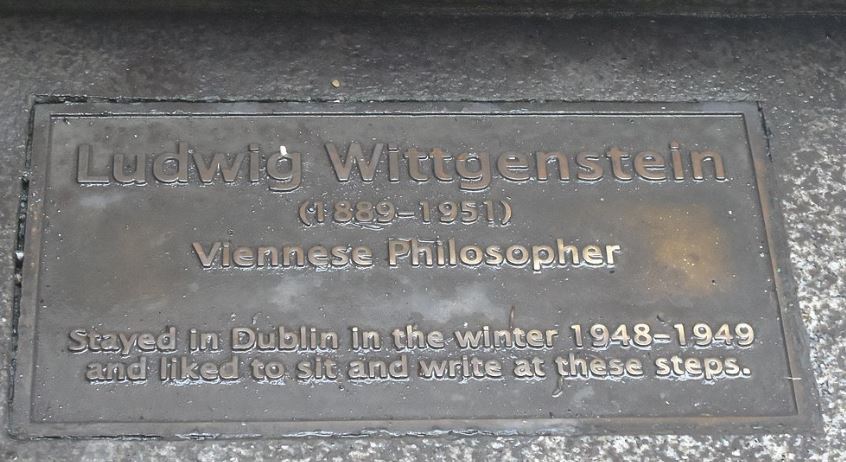 Ludwig Wittgenstein
(1889–1951)
Viennese Philosopher
Stayed in Dublin in the winter 1948–1949
and liked to sit and write at these steps.